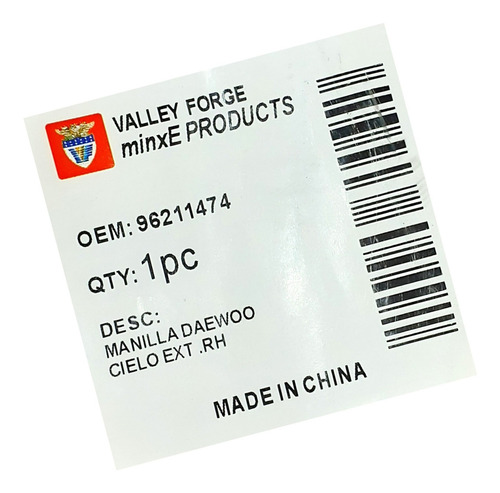 VALLEY FORGE
minxE PRODUCTS
OEM: 96211474
QTY: 1pc
DESC:
MANILLA DAEWOO
CIELO EXT .RH
MADE IN CHINA